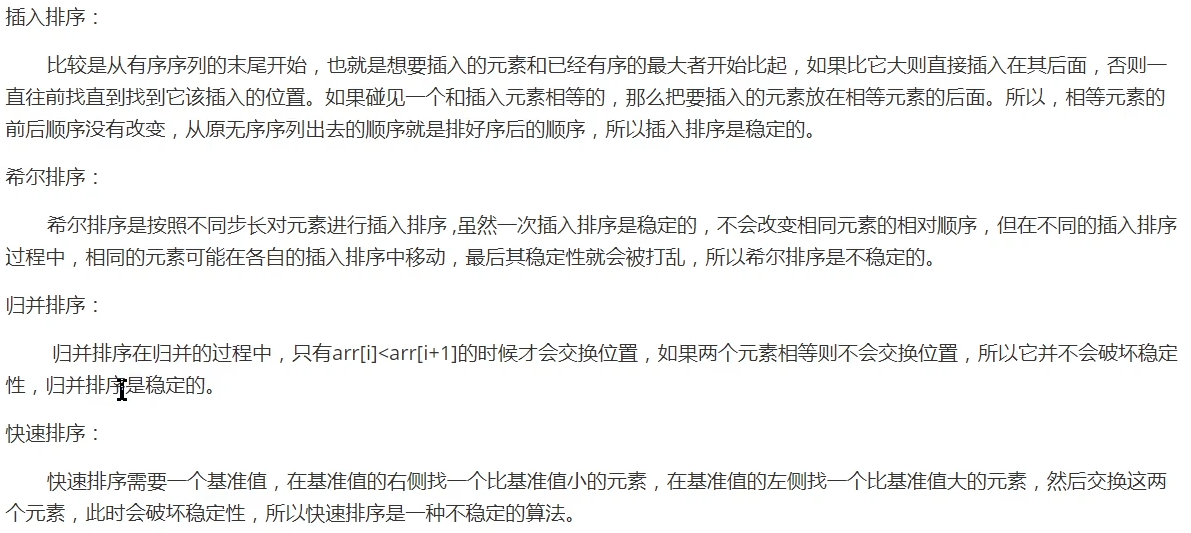 插入排序：
比较是从有序序列的末尾开始，也就是想要插入的元素和已经有序的最大者开始比起，如果比它大则直接插入在其后面，否则一
直往前找直到找到它该插入的位置。如果碰见一个和插入元素相等的，那么把要插入的元素放在相等元素的后面。所以，相等元素的
前后顺序没有改变，从原无序序列出去的顺序就是排好序后的顺序，所以插入排序是稳定的。
希尔排序：
希尔排序是按照不同步长对元素进行插入排序 ,虽然一次插入排序是稳定的，不会改变相同元素的相对顺序，但在不同的插入排序
过程中，相同的元素可能在各自的插入排序中移动，最后其稳定性就会被打乱，所以希尔排序是不稳定的。
归并排序：
归并排序在归并的过程中，只有arr[i]<arr[i+1]的时候才会交换位置，如果两个元素相等则不会交换位置，所以它并不会破坏稳定
性，归并排序是稳定的。
快速排序：
快速排序需要一个基准值，在基准值的右侧找一个比基准值小的元素，在基准值的左侧找一个比基准值大的元素，然后交换这两
个元素，此时会破坏稳定性，所以快速排序是一种不稳定的算法。